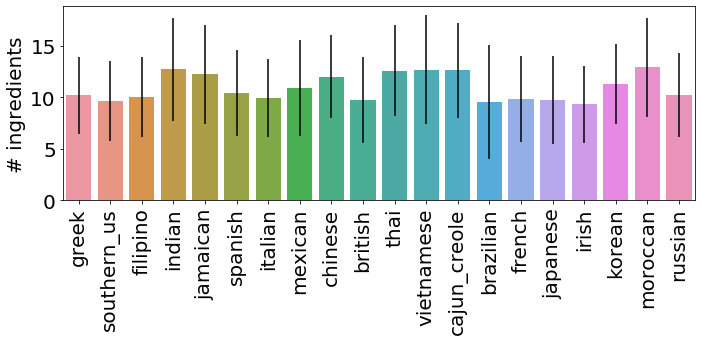 # ingredients
15
10
5
0
greek
southern_us
filipino
indian
jamaican
spanish
italian
mexican
chinese
british
thai
vietnamese
cajun_creole
brazilian
french
japanese
irish
korean
moroccan
russian